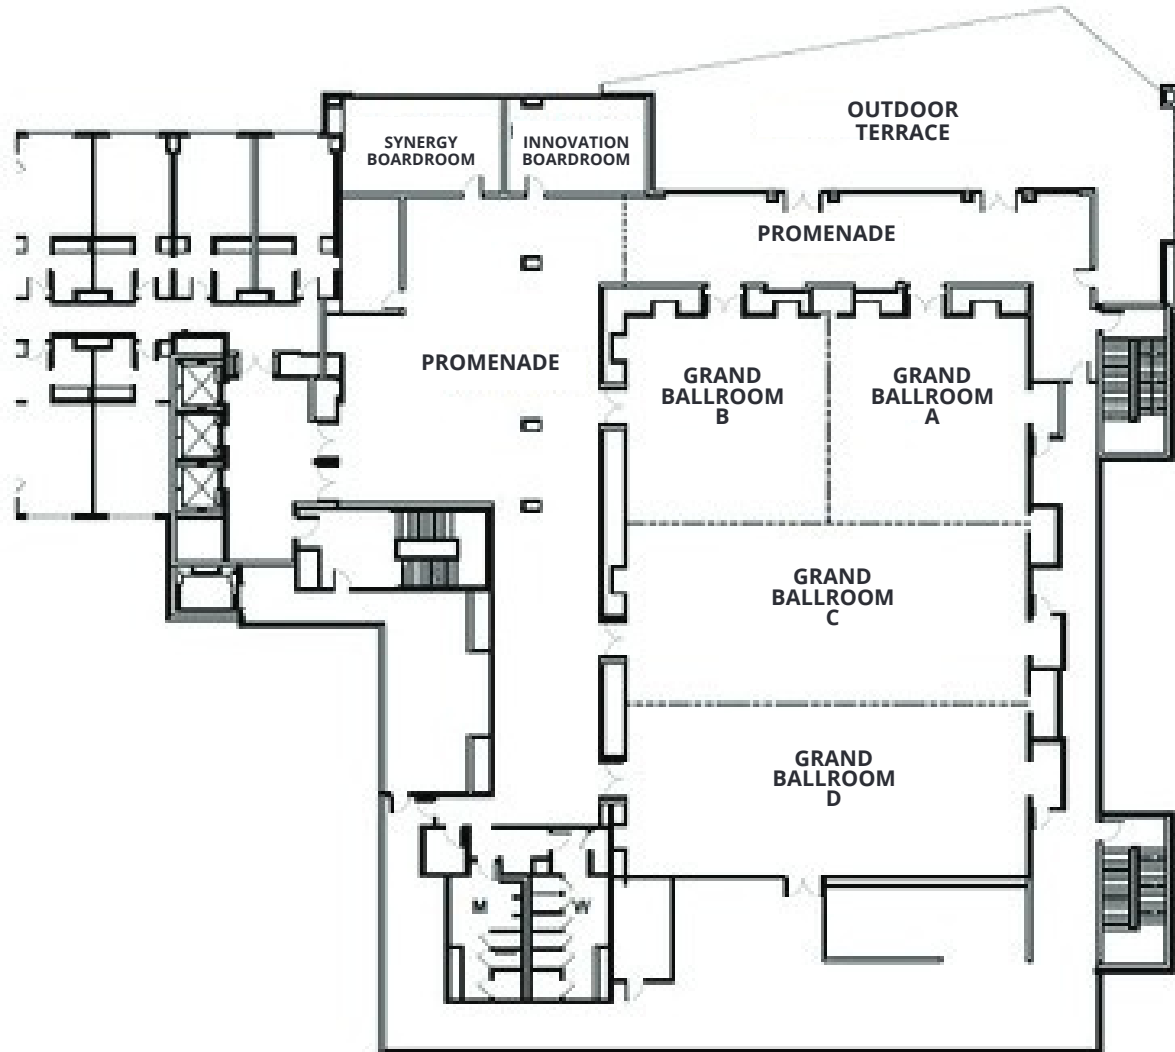 OUTDOOR
TERRACE
SYNERGY
BOARDROOM
INNOVATION
BOARDROOM
PROMENADE
PROMENADE
GRAND
BALLROOM
B
GRAND
BALLROOM
A
GRAND
BALLROOM
C
GRAND
BALLROOM
D
M
W